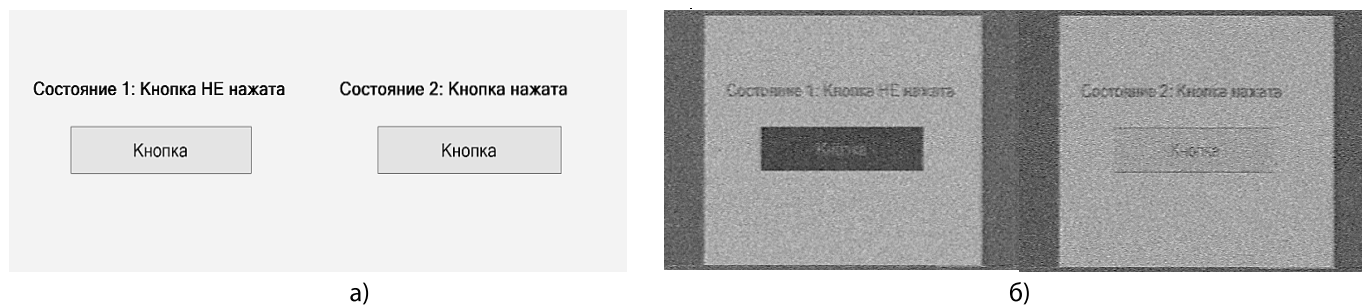 Состояние 1: Кнопка НЕ нажата
Состояние 2: Кнопка нажата
Кнопка
Кнопка
а)
Состояние 1: Кнопка НЕ нажата
Состояние 2: Кнопка нажата
Кнопка
Кнопка
б)